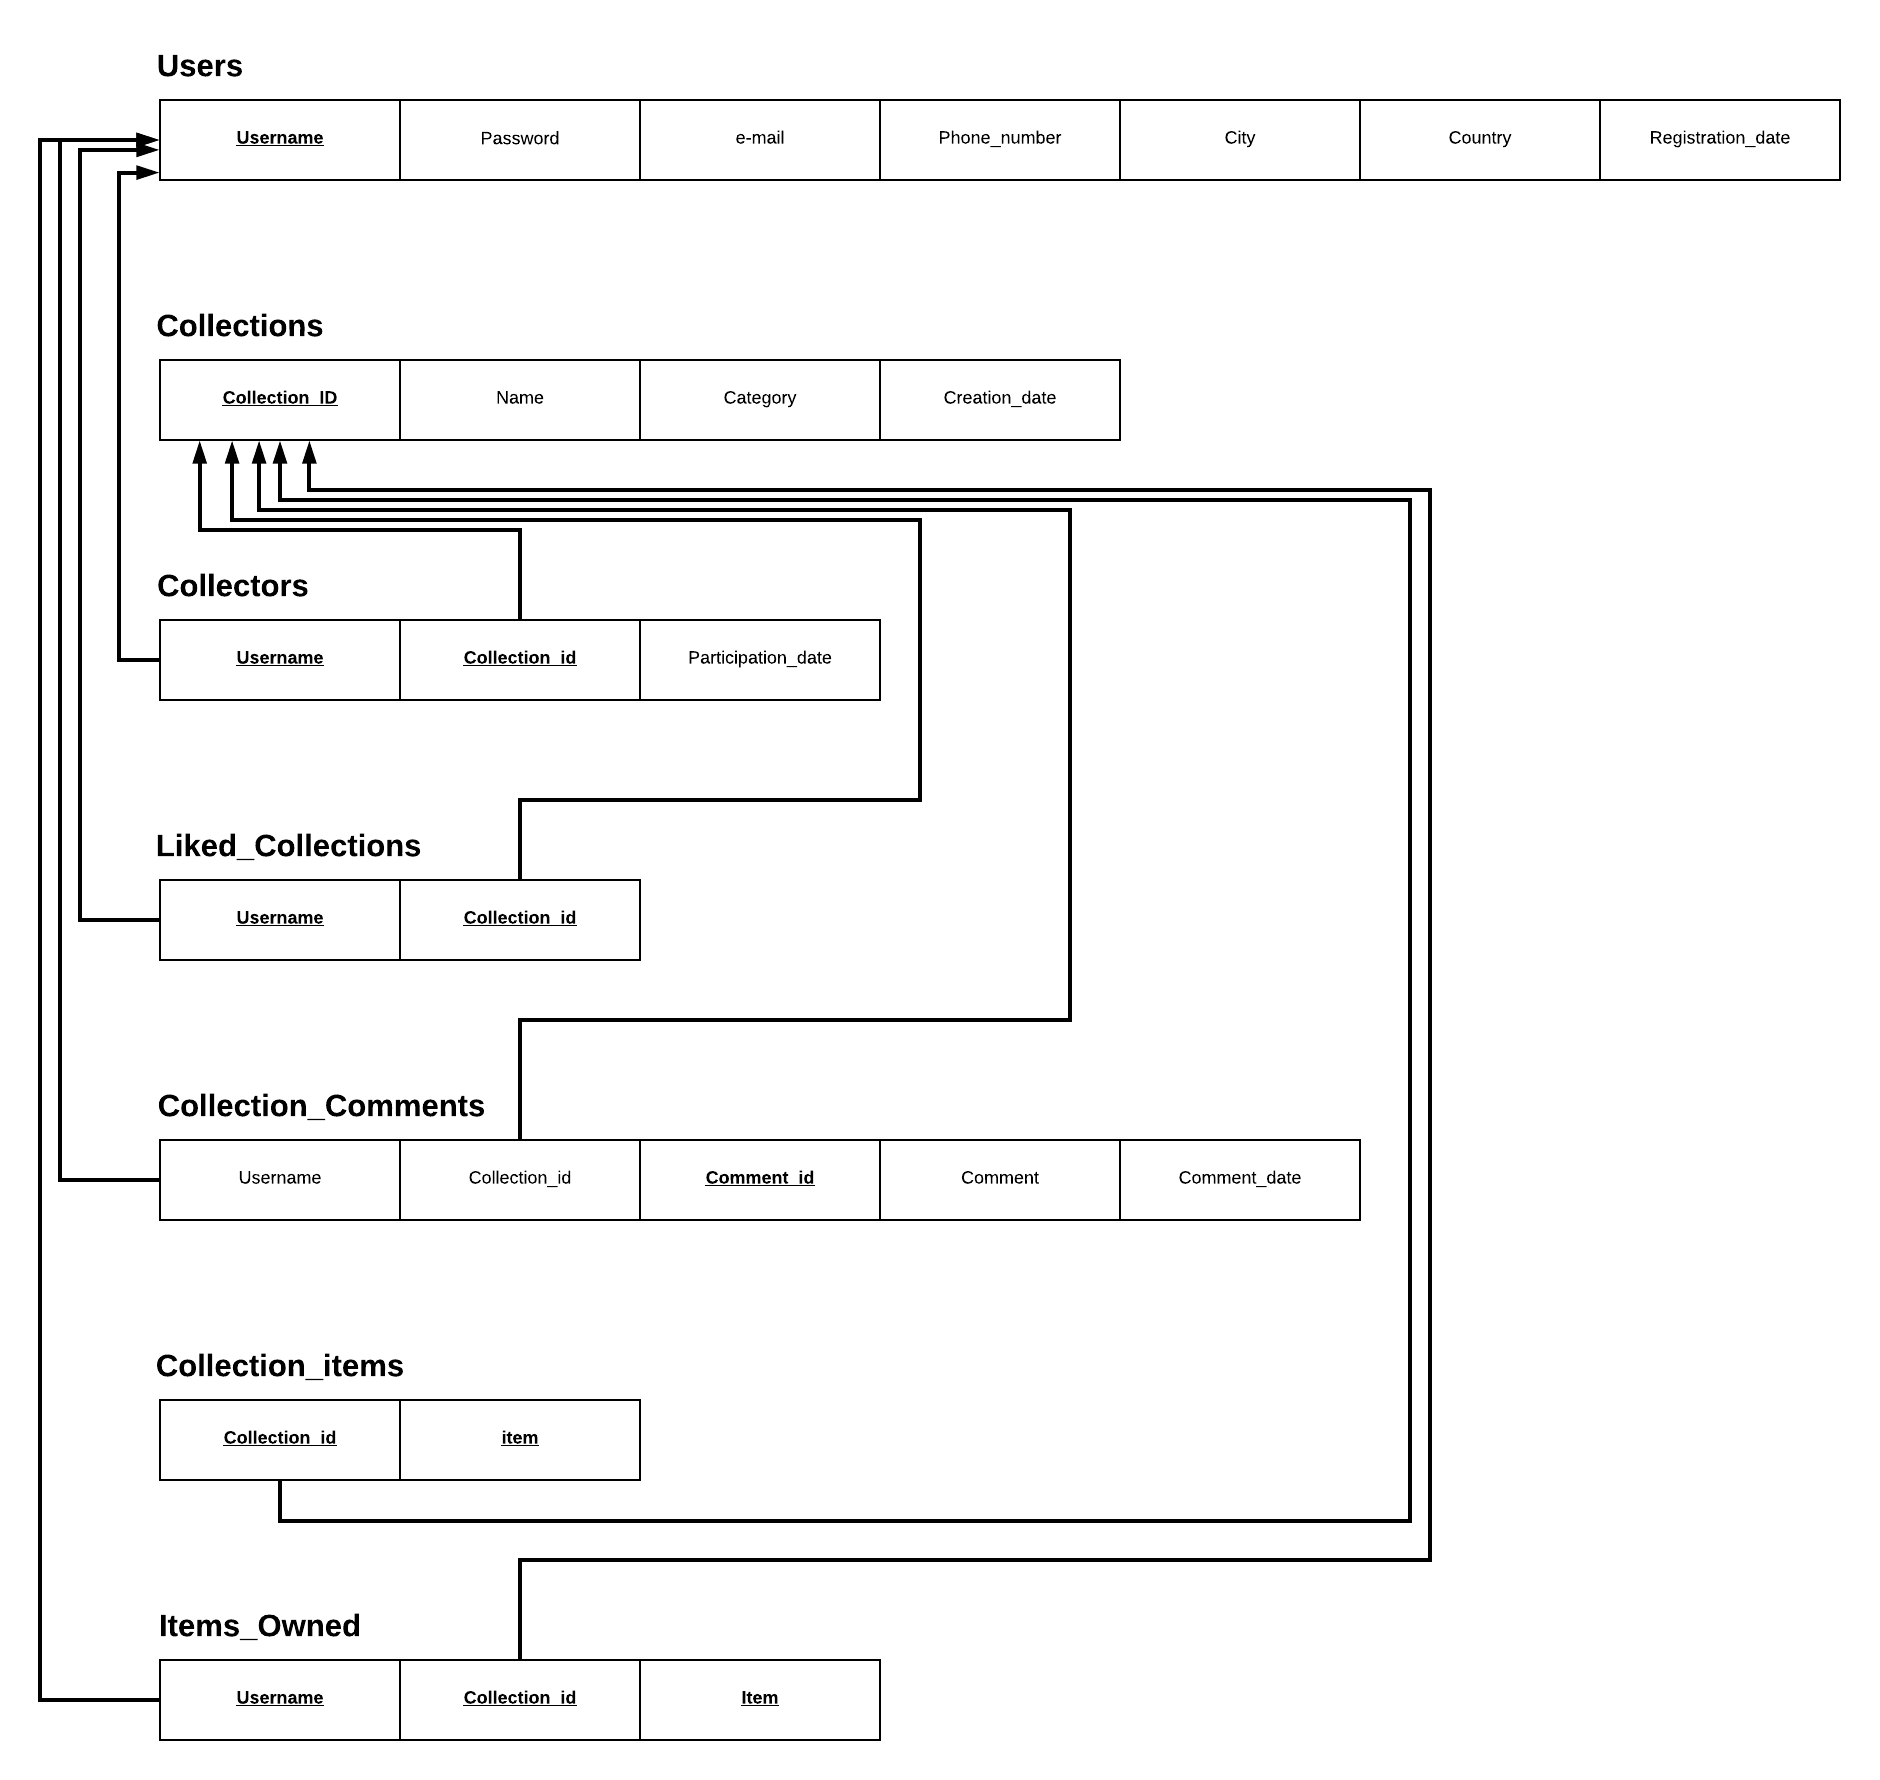 Users
Username Password e-mail Phone_number City Country Registration_date
Collections
Collection_ID Name Category Creation_date
Collectors
Username Collection_id Participation_date
Liked_Collections
Username Collection_id
Collection_Comments
Username Collection_id Comment_id Comment Comment_date
Collection_items
Collection_id item
Items_Owned
Username Collection_id Item